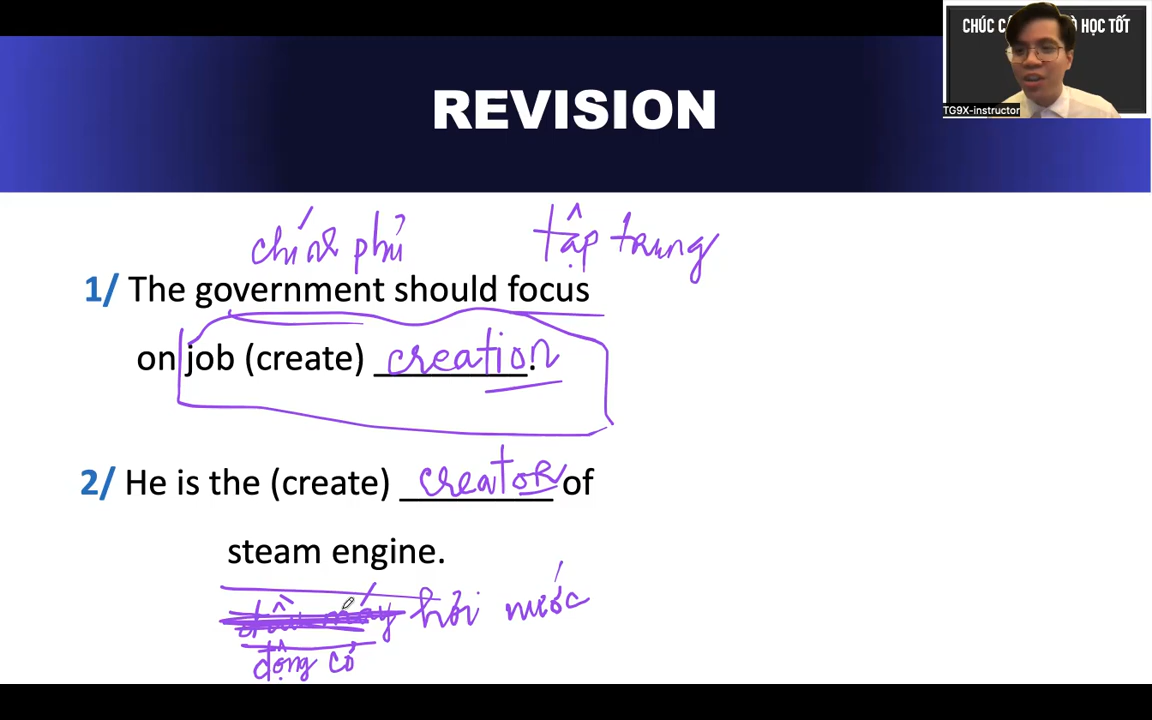 CHÚC C Ò HỌC TỐT
TG9X-instructor
REVISION
chính phủ tập trung
1/ The government should focus
on job (create) creation.
2/ He is the (create) creator of
steam engine.
hơi nước
động cơ